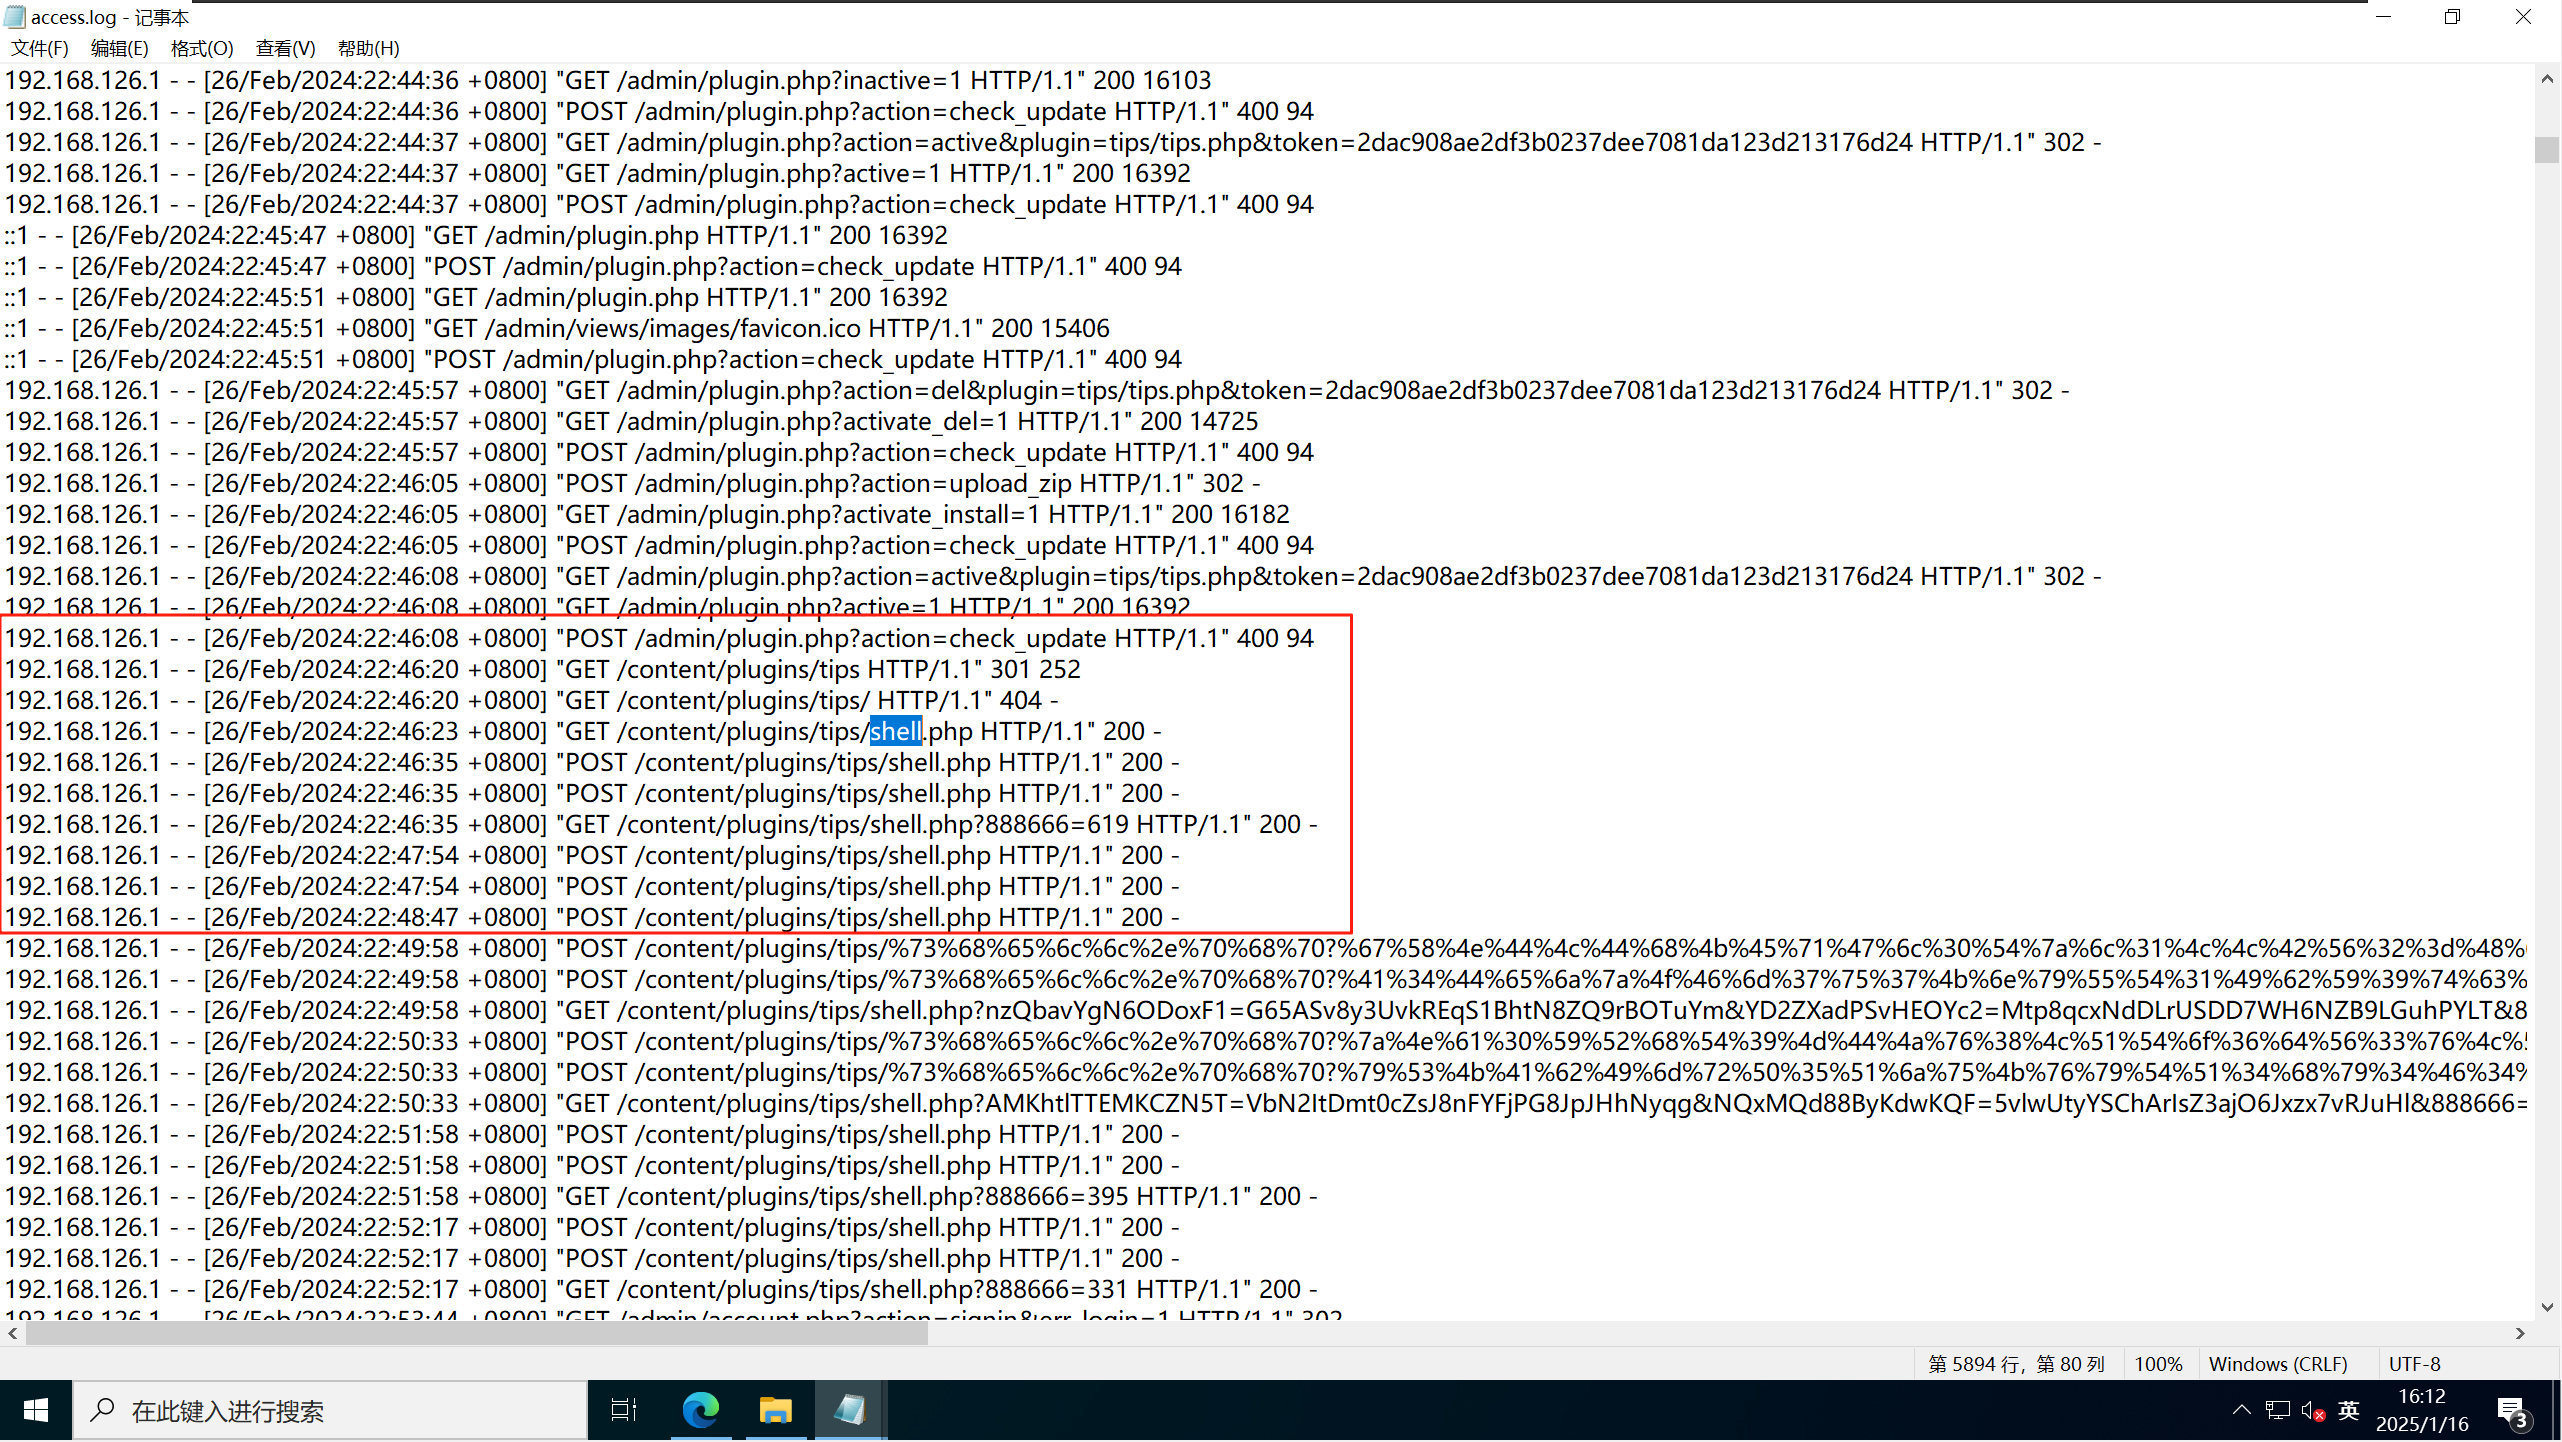 access.log - 记事本
文件(F) 编辑(E) 格式(O) 查看(V) 帮助(H)
192.168.126.1 - - [26/Feb/2024:22:44:36 +0800] "GET /admin/plugin.php?inactive=1 HTTP/1.1" 200 16103
192.168.126.1 - - [26/Feb/2024:22:44:36 +0800] "POST /admin/plugin.php?action=check_update HTTP/1.1" 400 94
192.168.126.1 - - [26/Feb/2024:22:44:37 +0800] "GET /admin/plugin.php?action=active&plugin=tips/tips.php&token=2dac908ae2df3b0237dee7081da123d213176d24 HTTP/1.1" 302 -
192.168.126.1 - - [26/Feb/2024:22:44:37 +0800] "GET /admin/plugin.php?active=1 HTTP/1.1" 200 16392
192.168.126.1 - - [26/Feb/2024:22:44:37 +0800] "POST /admin/plugin.php?action=check_update HTTP/1.1" 400 94
::1 - - [26/Feb/2024:22:45:47 +0800] "GET /admin/plugin.php HTTP/1.1" 200 16392
::1 - - [26/Feb/2024:22:45:47 +0800] "POST /admin/plugin.php?action=check_update HTTP/1.1" 400 94
::1 - - [26/Feb/2024:22:45:51 +0800] "GET /admin/plugin.php HTTP/1.1" 200 16392
::1 - - [26/Feb/2024:22:45:51 +0800] "GET /admin/views/images/favicon.ico HTTP/1.1" 200 15406
::1 - - [26/Feb/2024:22:45:51 +0800] "POST /admin/plugin.php?action=check_update HTTP/1.1" 400 94
192.168.126.1 - - [26/Feb/2024:22:45:57 +0800] "GET /admin/plugin.php?action=del&plugin=tips/tips.php&token=2dac908ae2df3b0237dee7081da123d213176d24 HTTP/1.1" 302 -
192.168.126.1 - - [26/Feb/2024:22:45:57 +0800] "GET /admin/plugin.php?activate_del=1 HTTP/1.1" 200 14725
192.168.126.1 - - [26/Feb/2024:22:45:57 +0800] "POST /admin/plugin.php?action=check_update HTTP/1.1" 400 94
192.168.126.1 - - [26/Feb/2024:22:46:05 +0800] "POST /admin/plugin.php?action=upload_zip HTTP/1.1" 302 -
192.168.126.1 - - [26/Feb/2024:22:46:05 +0800] "GET /admin/plugin.php?activate_install=1 HTTP/1.1" 200 16182
192.168.126.1 - - [26/Feb/2024:22:46:05 +0800] "POST /admin/plugin.php?action=check_update HTTP/1.1" 400 94
192.168.126.1 - - [26/Feb/2024:22:46:08 +0800] "GET /admin/plugin.php?action=active&plugin=tips/tips.php&token=2dac908ae2df3b0237dee7081da123d213176d24 HTTP/1.1" 302 -
192.168.126.1 - - [26/Feb/2024:22:46:08 +0800] "GET /admin/plugin.php?active=1 HTTP/1.1" 200 16392
192.168.126.1 - - [26/Feb/2024:22:46:08 +0800] "POST /admin/plugin.php?action=check_update HTTP/1.1" 400 94
192.168.126.1 - - [26/Feb/2024:22:46:20 +0800] "GET /content/plugins/tips HTTP/1.1" 301 252
192.168.126.1 - - [26/Feb/2024:22:46:20 +0800] "GET /content/plugins/tips/ HTTP/1.1" 404 -
192.168.126.1 - - [26/Feb/2024:22:46:23 +0800] "GET /content/plugins/tips/shell.php HTTP/1.1" 200 -
192.168.126.1 - - [26/Feb/2024:22:46:35 +0800] "POST /content/plugins/tips/shell.php HTTP/1.1" 200 -
192.168.126.1 - - [26/Feb/2024:22:46:35 +0800] "POST /content/plugins/tips/shell.php HTTP/1.1" 200 -
192.168.126.1 - - [26/Feb/2024:22:46:35 +0800] "GET /content/plugins/tips/shell.php?888666=619 HTTP/1.1" 200 -
192.168.126.1 - - [26/Feb/2024:22:47:54 +0800] "POST /content/plugins/tips/shell.php HTTP/1.1" 200 -
192.168.126.1 - - [26/Feb/2024:22:47:54 +0800] "POST /content/plugins/tips/shell.php HTTP/1.1" 200 -
192.168.126.1 - - [26/Feb/2024:22:48:47 +0800] "POST /content/plugins/tips/shell.php HTTP/1.1" 200 -
192.168.126.1 - - [26/Feb/2024:22:49:58 +0800] "POST /content/plugins/tips/%73%68%65%6c%6c%2e%70%68%70?%67%58%4e%44%4c%44%68%4b%45%71%47%6c%30%54%7a%6c%31%4c%4c%42%56%32%3d%48%
192.168.126.1 - - [26/Feb/2024:22:49:58 +0800] "POST /content/plugins/tips/%73%68%65%6c%6c%2e%70%68%70?%41%34%44%65%6a%7a%4f%46%6d%37%75%37%4b%6e%79%55%54%31%49%62%59%39%74%63%
192.168.126.1 - - [26/Feb/2024:22:49:58 +0800] "GET /content/plugins/tips/shell.php?nzQbavYgN6ODoxF1=G65ASv8y3UvkREqS1BhtN8ZQ9rBOTuYm&YD2ZXadPSvHEOYc2=Mtp8qcxNdDLrUSDD7WH6NZB9LGuhPYLT&8
192.168.126.1 - - [26/Feb/2024:22:50:33 +0800] "POST /content/plugins/tips/%73%68%65%6c%6c%2e%70%68%70?%7a%4e%61%30%59%52%68%54%39%4d%44%4a%76%38%4c%51%54%6f%36%64%56%33%76%4c%
192.168.126.1 - - [26/Feb/2024:22:50:33 +0800] "POST /content/plugins/tips/%73%68%65%6c%6c%2e%70%68%70?%79%53%4b%41%62%49%6d%72%50%35%51%6a%75%4b%76%79%54%51%34%68%79%34%46%34%
192.168.126.1 - - [26/Feb/2024:22:50:33 +0800] "GET /content/plugins/tips/shell.php?AMKhtlTTEMKCZN5T=VbN2ItDmt0cZsJ8nFYFjPG8JpJHhNyqg&NQxMQd88ByKdwKQF=5vlwUtyYSChArIsZ3ajO6Jxzx7vRJuHl&888666=
192.168.126.1 - - [26/Feb/2024:22:51:58 +0800] "POST /content/plugins/tips/shell.php HTTP/1.1" 200 -
192.168.126.1 - - [26/Feb/2024:22:51:58 +0800] "POST /content/plugins/tips/shell.php HTTP/1.1" 200 -
192.168.126.1 - - [26/Feb/2024:22:51:58 +0800] "GET /content/plugins/tips/shell.php?888666=395 HTTP/1.1" 200 -
192.168.126.1 - - [26/Feb/2024:22:52:17 +0800] "POST /content/plugins/tips/shell.php HTTP/1.1" 200 -
192.168.126.1 - - [26/Feb/2024:22:52:17 +0800] "POST /content/plugins/tips/shell.php HTTP/1.1" 200 -
192.168.126.1 - - [26/Feb/2024:22:52:17 +0800] "GET /content/plugins/tips/shell.php?888666=331 HTTP/1.1" 200 -
192.168.126.1 - - [26/Feb/2024:22:53:44 +0800] "GET /admin/account.php?action=signin&err_login=1 HTTP/1.1" 302
第 5894 行，第 80 列 100% Windows (CRLF) UTF-8
在此键入进行搜索
英
16:12
2025/1/16
3